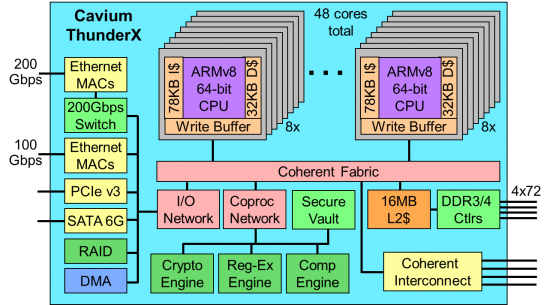 Cavium
ThunderX
48 cores
total
200
Gbps
Ethernet
MACs
200Gbps
Switch
100
Gbps
Ethernet
MACs
PCIe v3
SATA 6G
RAID
DMA
78KB I$
ARMv8
64-bit
CPU
32KB D$
Write Buffer
8x
78KB I$
ARMv8
64-bit
CPU
32KB D$
Write Buffer
8x
Coherent Fabric
I/O
Network
Coproc
Network
Secure
Vault
16MB
L2$
DDR3/4
Ctlrs
4x72
Crypto
Engine
Reg-Ex
Engine
Comp
Engine
Coherent
Interconnect